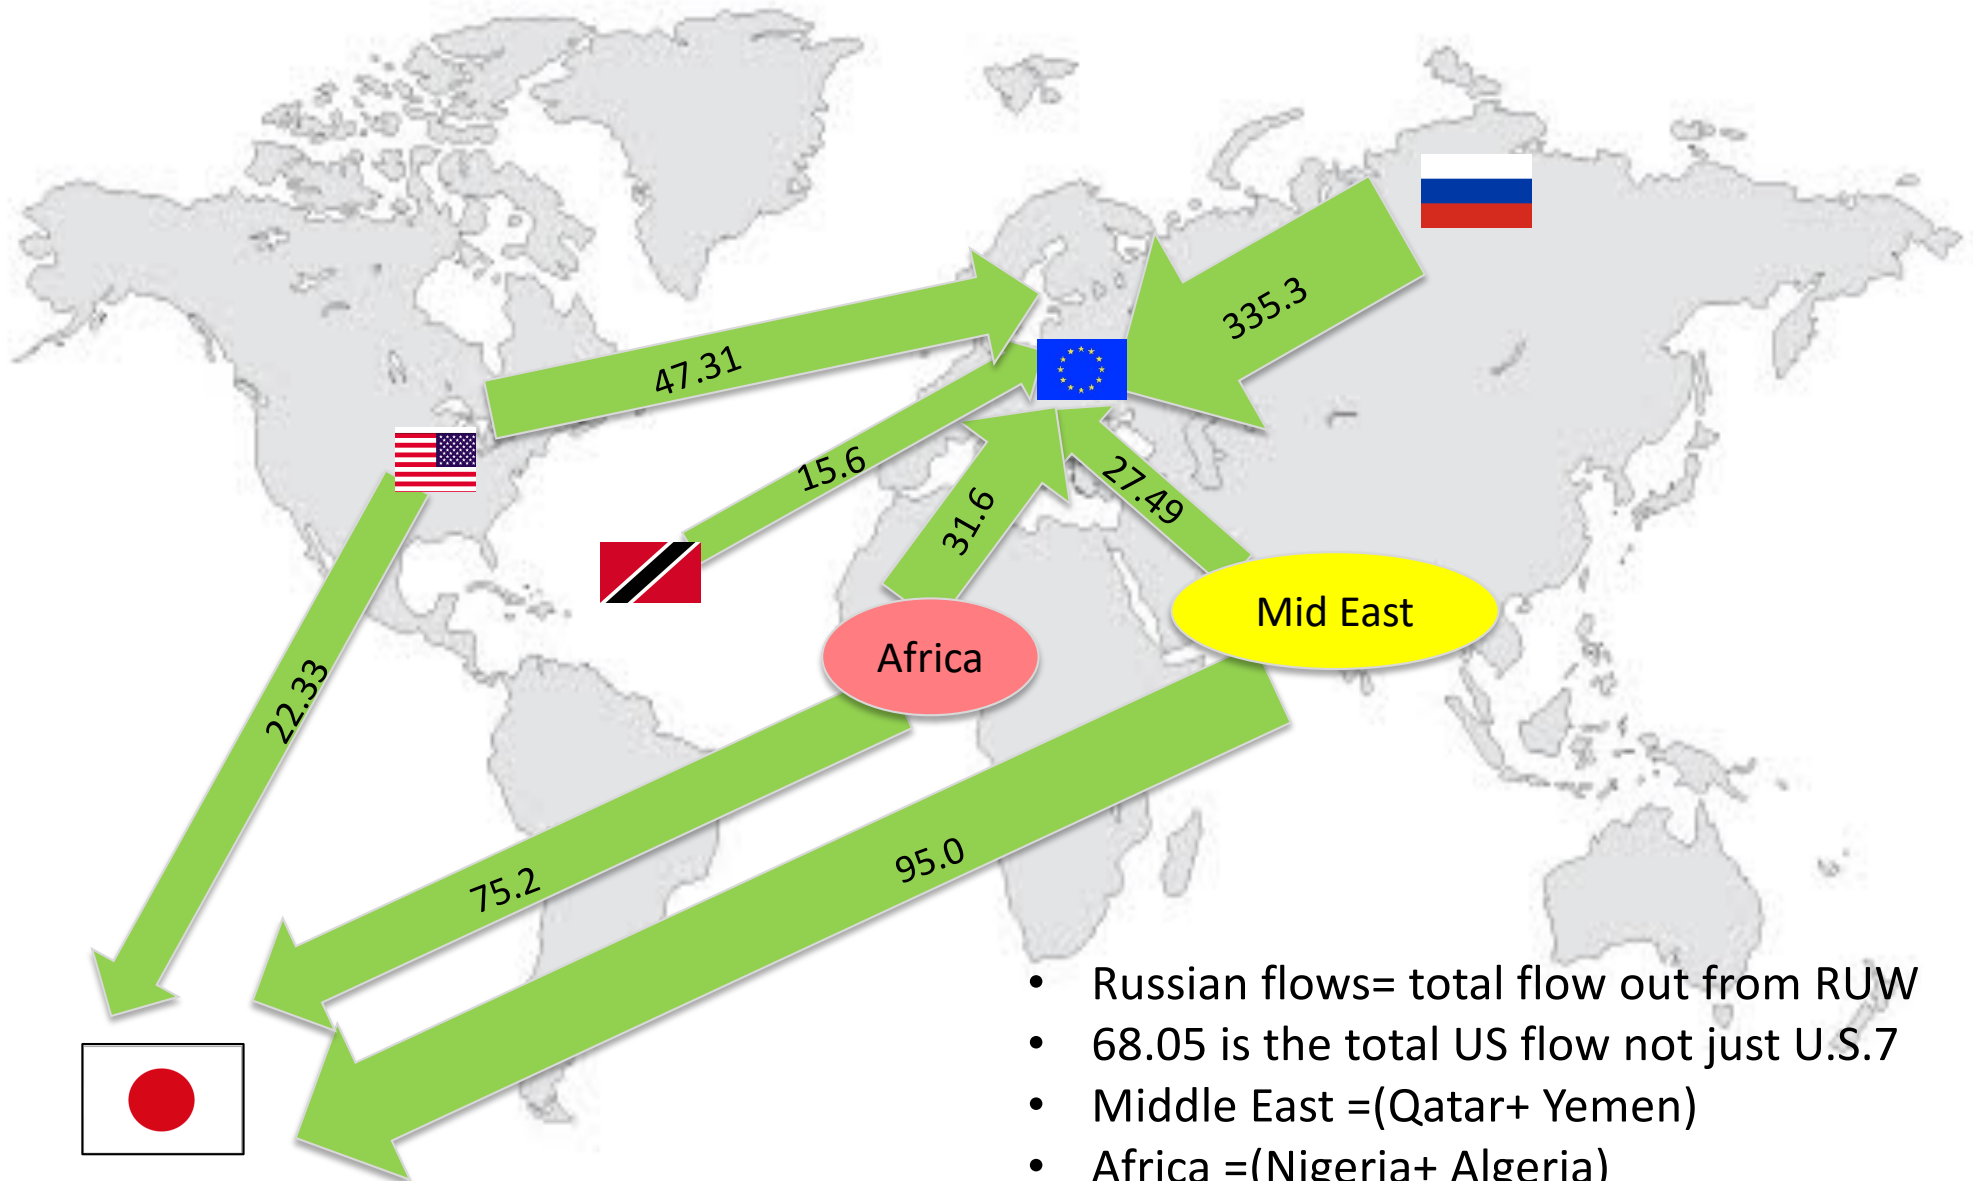 335.3
47.31
15.6
27.49
31.6
Mid East
Africa
22.33
75.2
95.0
• Russian flows= total flow out from RUW
• 68.05 is the total US flow not just U.S.7
• Middle East =(Qatar+ Yemen)
• Africa =(Nigeria+ Algeria)